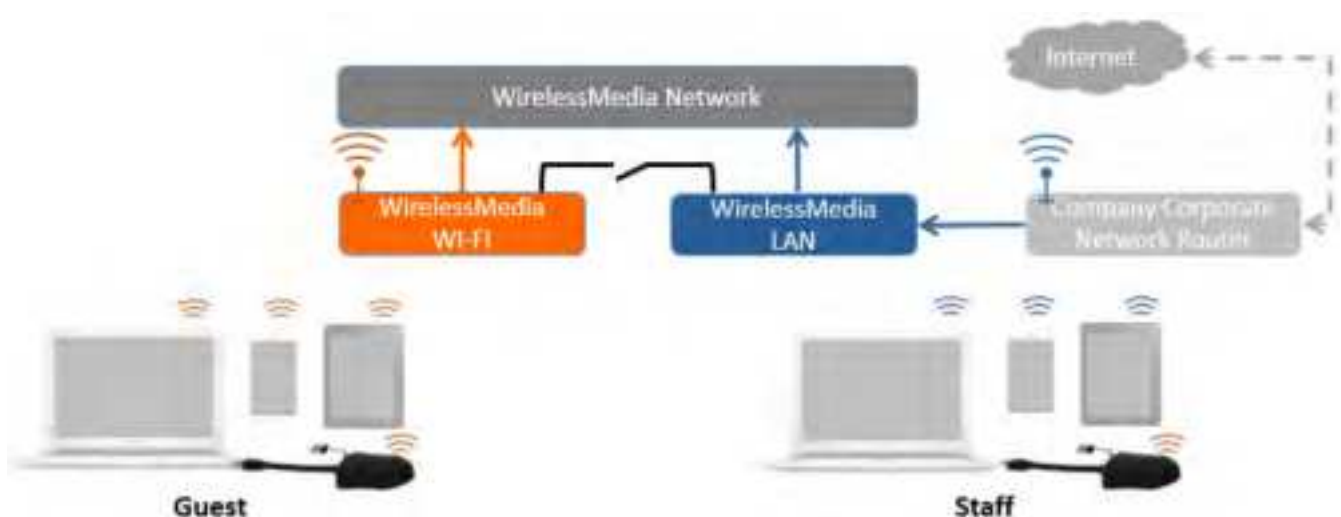 Internet
WirelessMedia Network
WirelessMedia
WI-FI
WirelessMedia
LAN
Company Corporate
Network Router
Guest
Staff